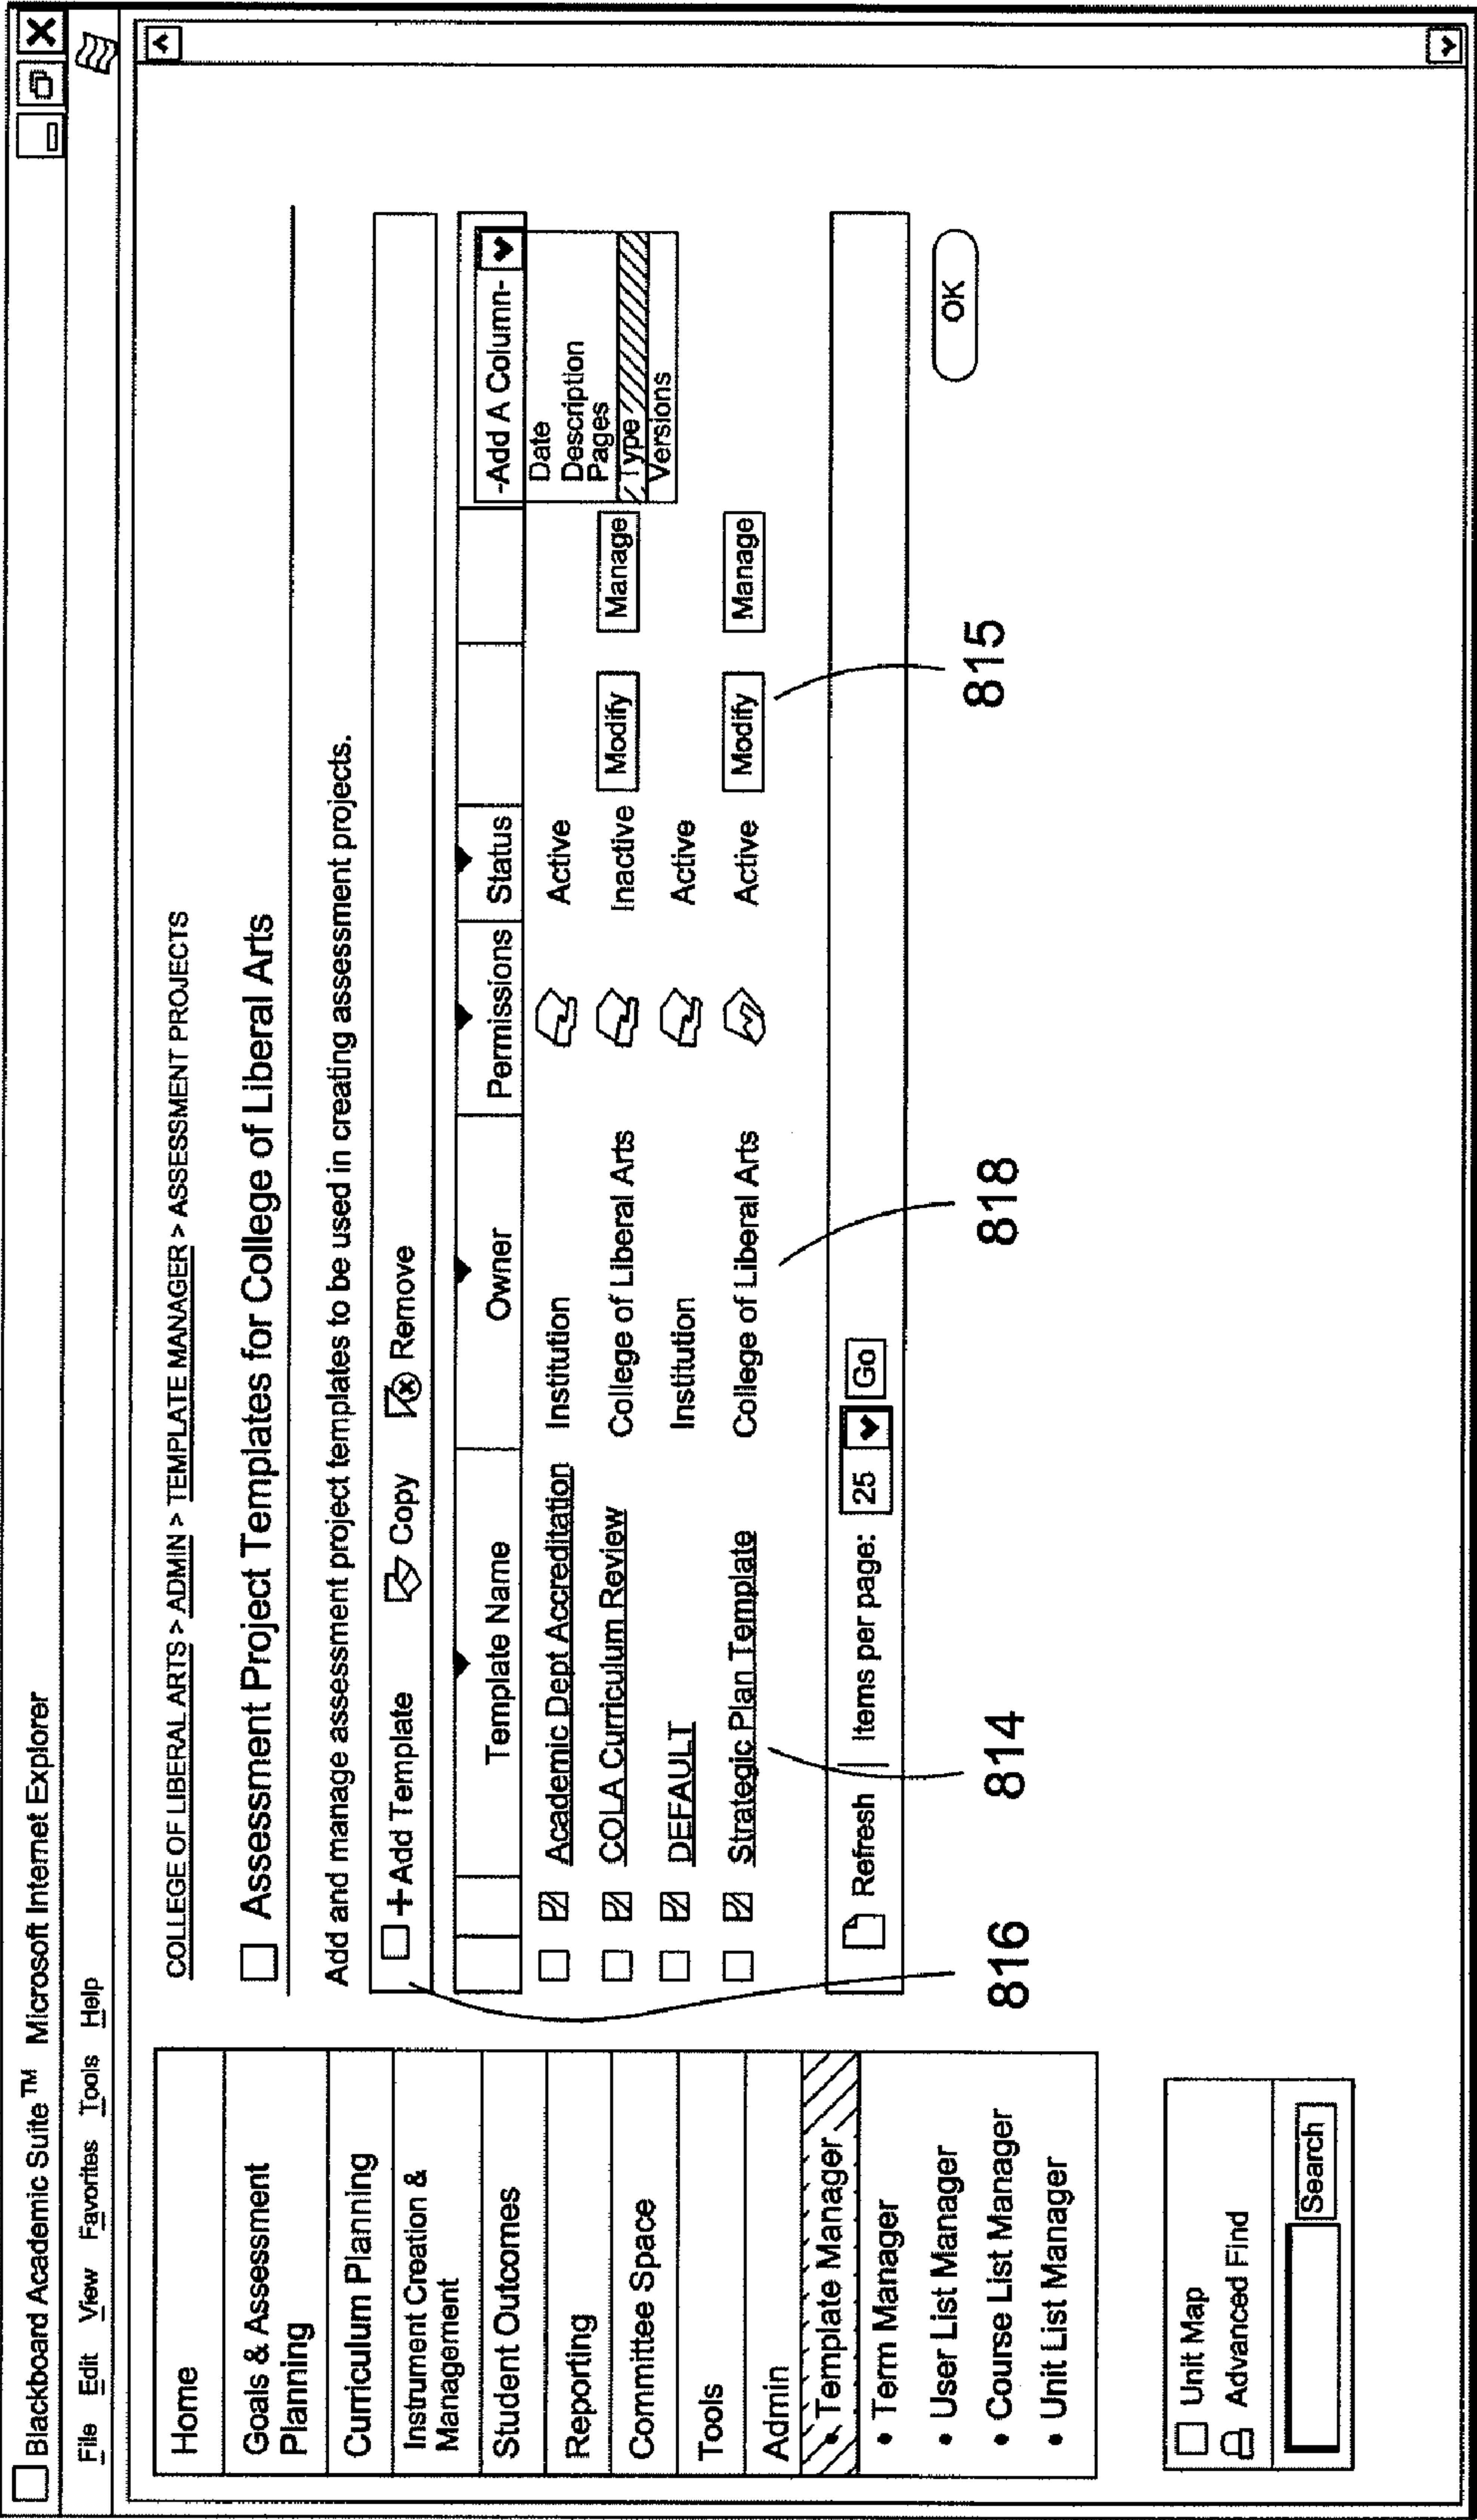 Blackboard Academic Suite™ Microsoft Internet Explorer
File Edit View Favorites Tools Help
Home
Goals & Assessment
Planning
Curriculum Planning
Instrument Creation &
Management
Student Outcomes
Reporting
Committee Space
Tools
Admin
• Template Manager
• Term Manager
• User List Manager
• Course List Manager
• Unit List Manager
Unit Map
Advanced Find
Search
COLLEGE OF LIBERAL ARTS > ADMIN > TEMPLATE MANAGER > ASSESSMENT PROJECTS
Assessment Project Templates for College of Liberal Arts
Add and manage assessment project templates to be used in creating assessment projects.
+Add Template Copy Remove
Template Name Owner Permissions Status -Add A Column-
Date
Description
Pages
Type
Versions
Academic Dept Accreditation Institution Active
COLA Curriculum Review College of Liberal Arts Inactive Modify Manage
DEFAULT Institution Active
Strategic Plan Template College of Liberal Arts Active Modify Manage
Refresh | Items per page: 25 Go
OK
816 814 818 815